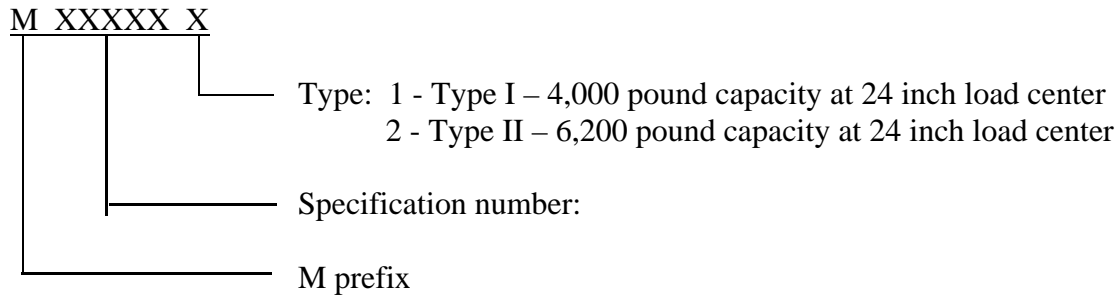 M XXXXX X
Type: 1 - Type I – 4,000 pound capacity at 24 inch load center
2 - Type II – 6,200 pound capacity at 24 inch load center
Specification number:
M prefix